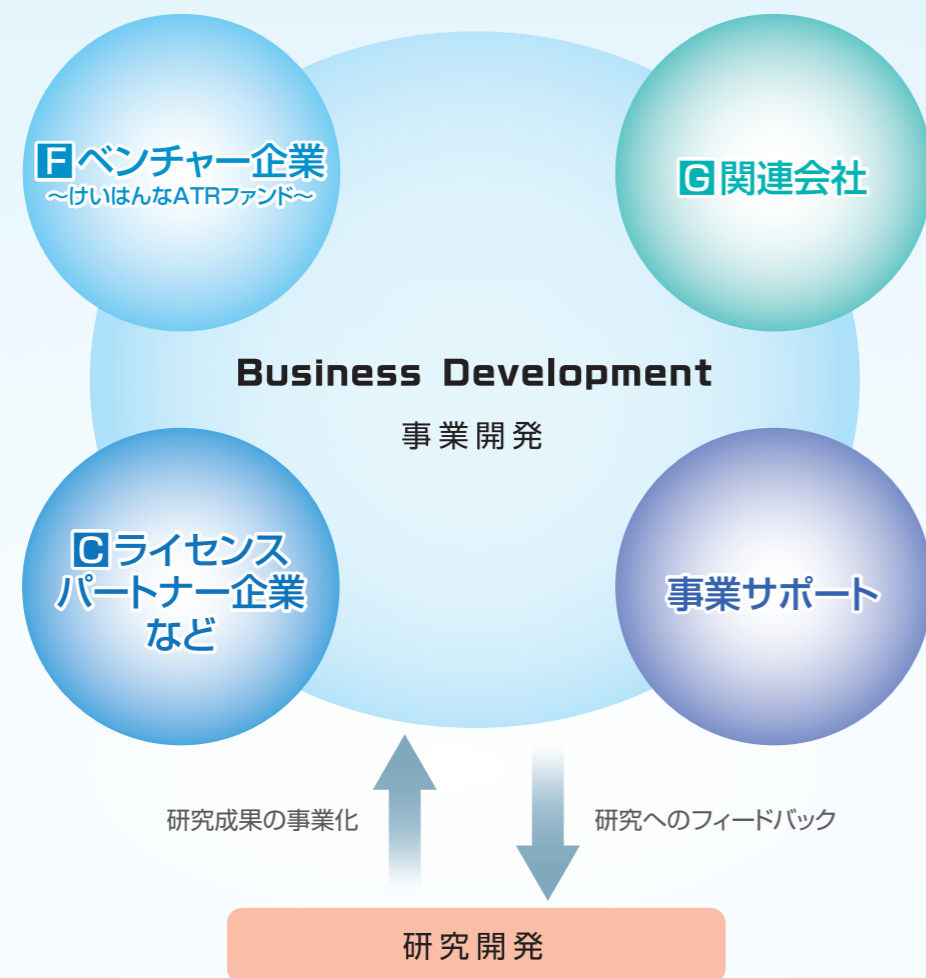 F ベンチャー企業
～けいはんなATRファンド～
G 関連会社
Business Development
事業開発
C ライセンス
パートナー企業
など
事業サポート
研究成果の事業化
研究へのフィードバック
研究開発